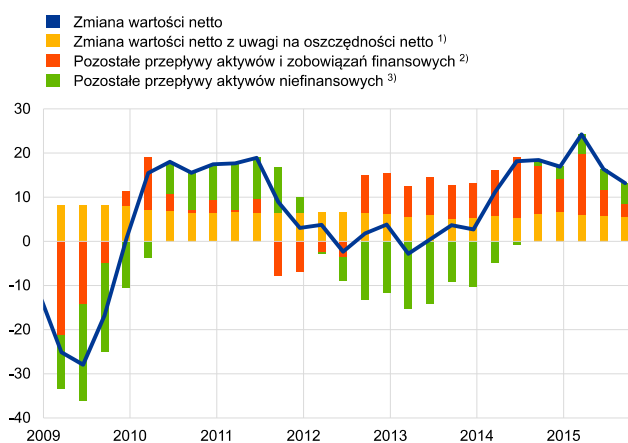 Zmiana wartości netto
Zmiana wartości netto z uwagi na oszczędności netto ¹⁾
Pozostałe przepływy aktywów i zobowiązań finansowych ²⁾
Pozostałe przepływy aktywów niefinansowych ³⁾
30
20
10
0
-10
-20
-30
-40
2009 2010 2011 2012 2013 2014 2015